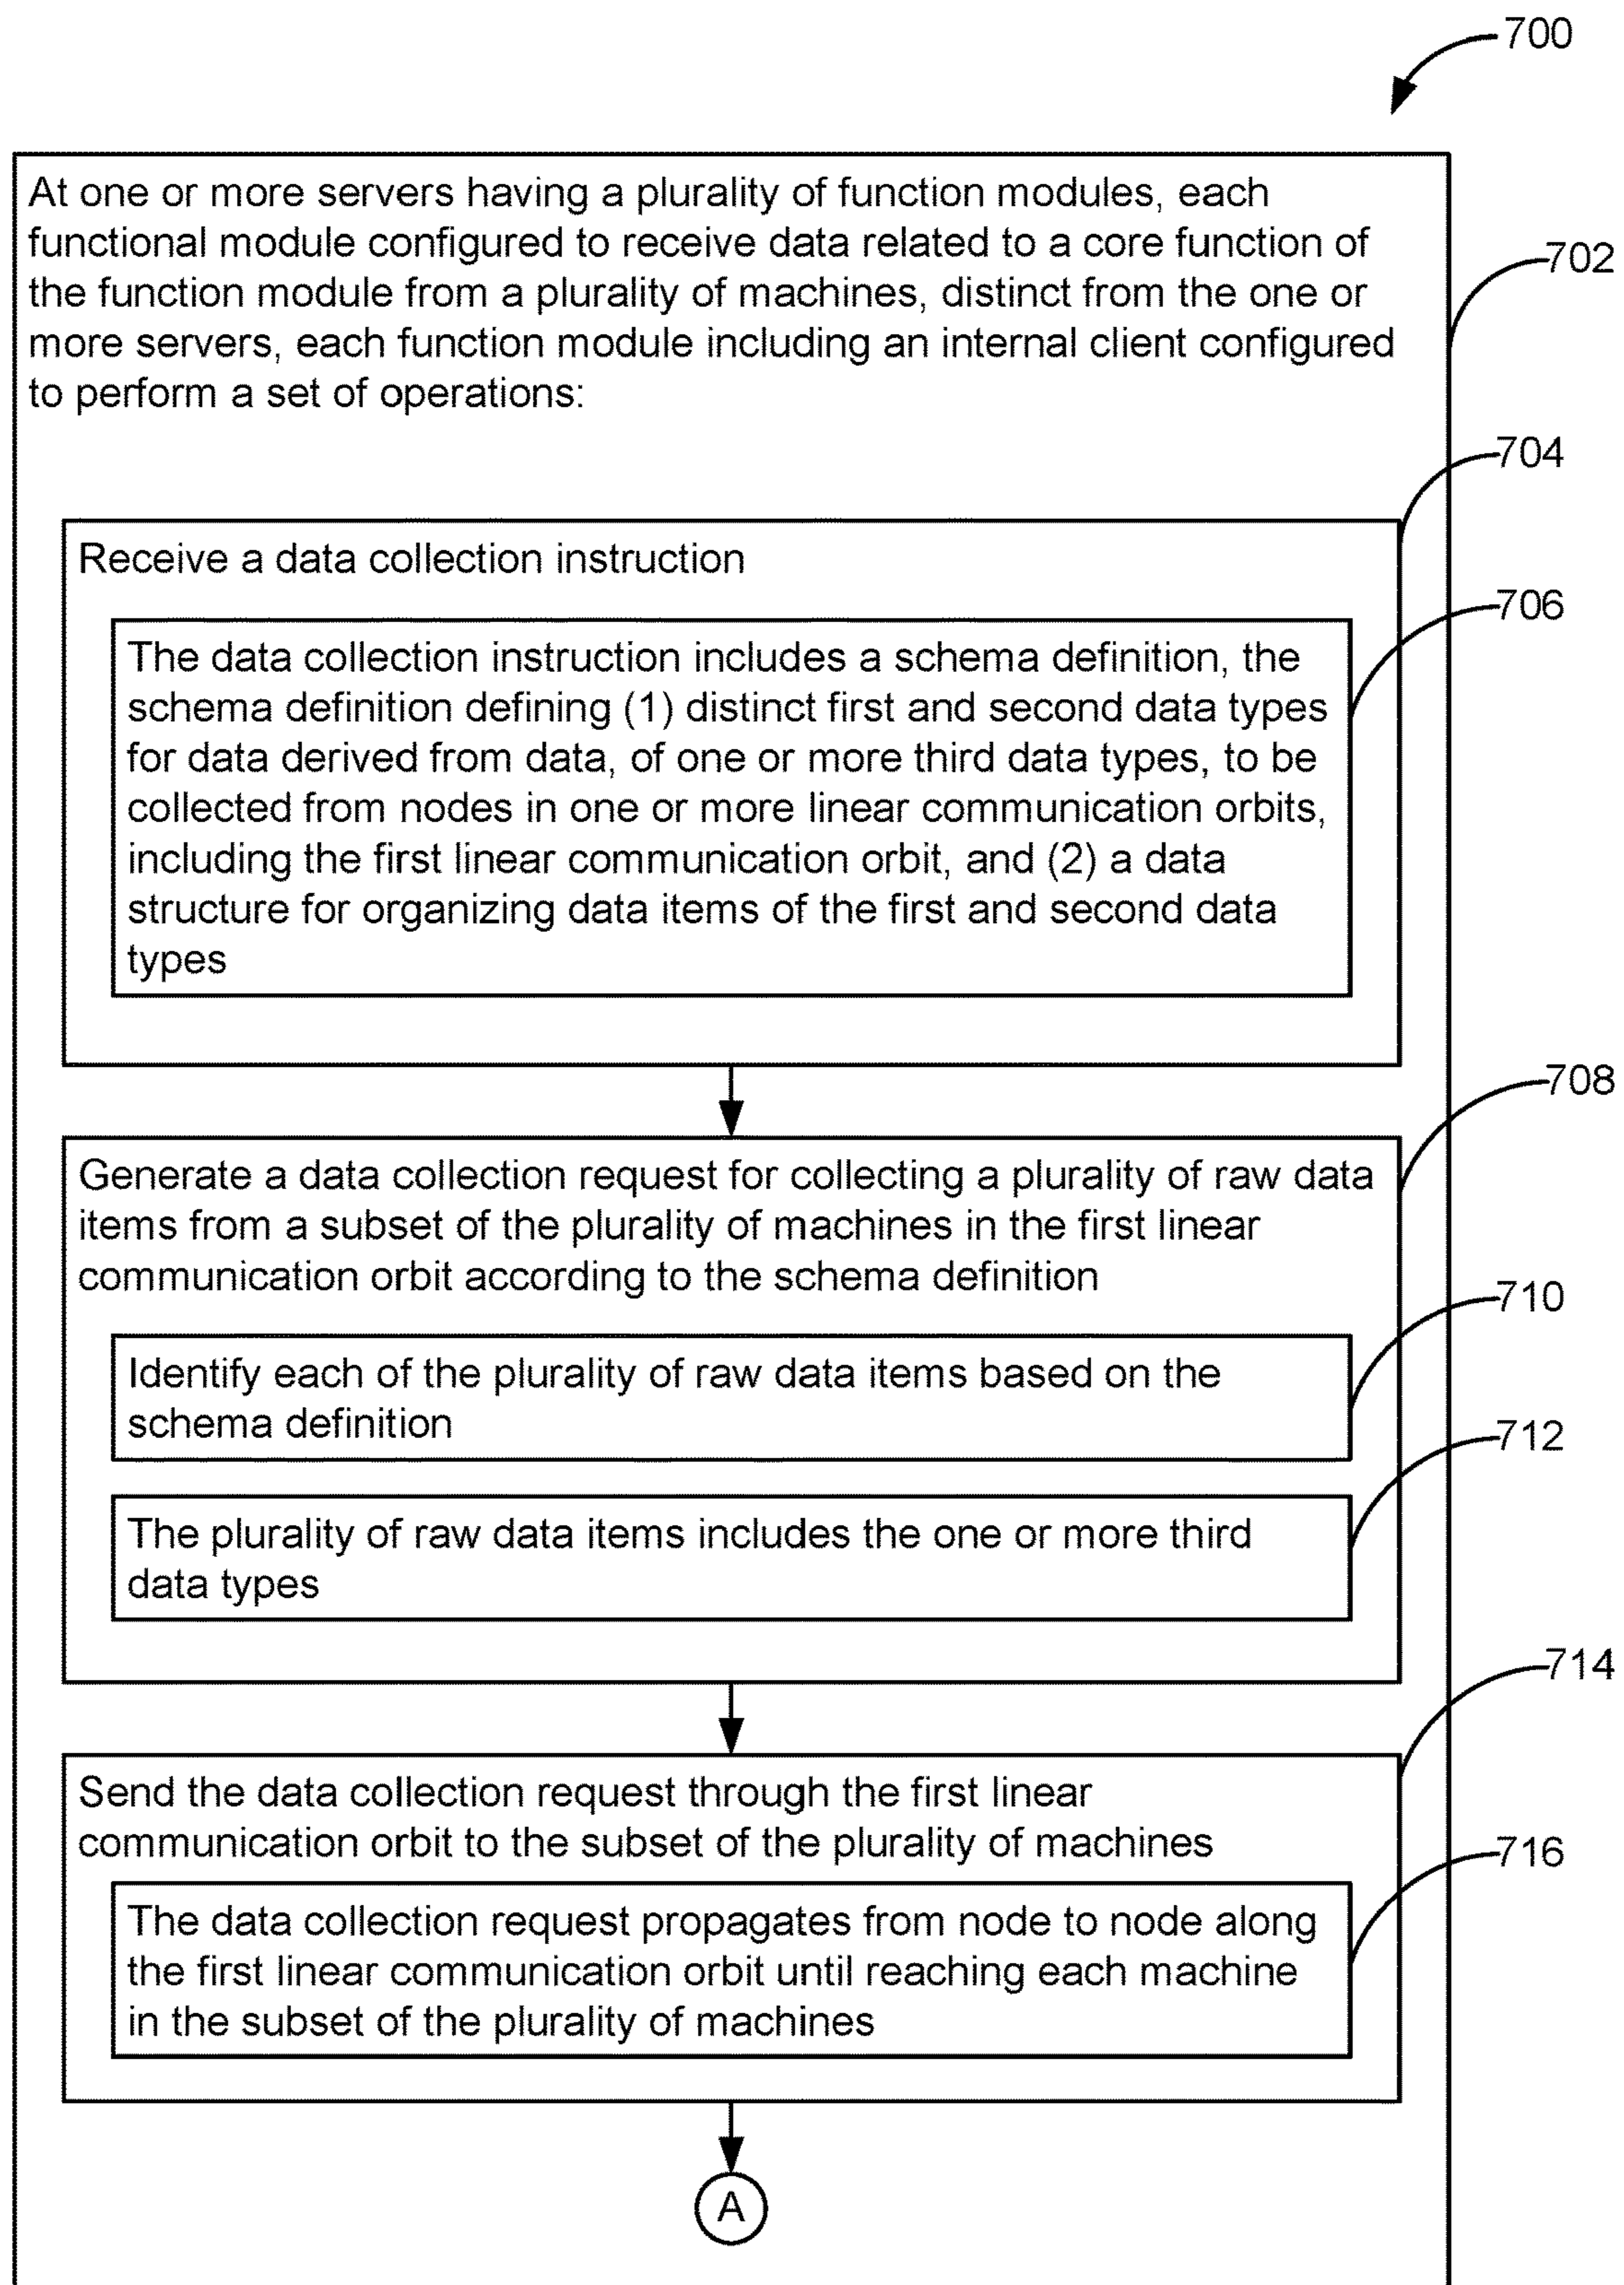 700
At one or more servers having a plurality of function modules, each
functional module configured to receive data related to a core function of
the function module from a plurality of machines, distinct from the one or
more servers, each function module including an internal client configured
to perform a set of operations:
702
704
Receive a data collection instruction
706
The data collection instruction includes a schema definition, the
schema definition defining (1) distinct first and second data types
for data derived from data, of one or more third data types, to be
collected from nodes in one or more linear communication orbits,
including the first linear communication orbit, and (2) a data
structure for organizing data items of the first and second data
types
708
Generate a data collection request for collecting a plurality of raw data
items from a subset of the plurality of machines in the first linear
communication orbit according to the schema definition
710
Identify each of the plurality of raw data items based on the
schema definition
712
The plurality of raw data items includes the one or more third
data types
714
Send the data collection request through the first linear
communication orbit to the subset of the plurality of machines
716
The data collection request propagates from node to node along
the first linear communication orbit until reaching each machine
in the subset of the plurality of machines
A